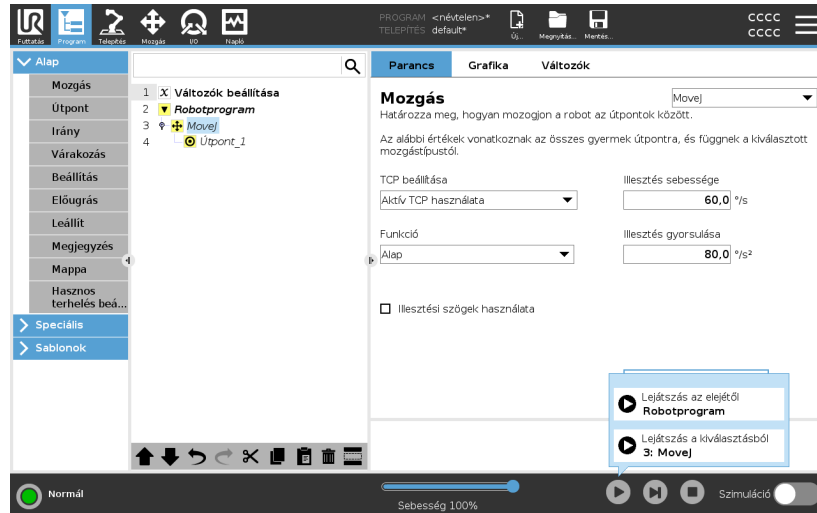 UR
Futtatás
Program
Telepítés
Mozgás
I/O
Napló
PROGRAM <névtelen>*
TELEPÍTÉS default*
Új...
Megnyitás...
Mentés...
cccc
cccc
Alap
Mozgás
Útpont
Irány
Várakozás
Beállítás
Előugrás
Leállít
Megjegyzés
Mappa
Hasznos
terhelés beá...
Speciális
Sablonok
1 X Változók beállítása
2 Robotprogram
3 MoveJ
4 Útpont_1
Parancs Grafika Változók
Mozgás
MoveJ
Határozza meg, hogyan mozogjon a robot az útpontok között.
Az alábbi értékek vonatkoznak az összes gyermek útpontra, és függnek a kiválasztott
mozgástípustól.
TCP beállítása
Aktív TCP használata
Illesztés sebessége
60,0 °/s
Funkció
Alap
Illesztés gyorsulása
80,0 °/s²
Illesztési szögek használata
Lejátszás az elejétől
Robotprogram
Lejátszás a kiválasztásból
3: MoveJ
Normál
Sebesség 100%
Szimuláció